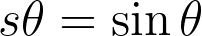 sθ = sin θ